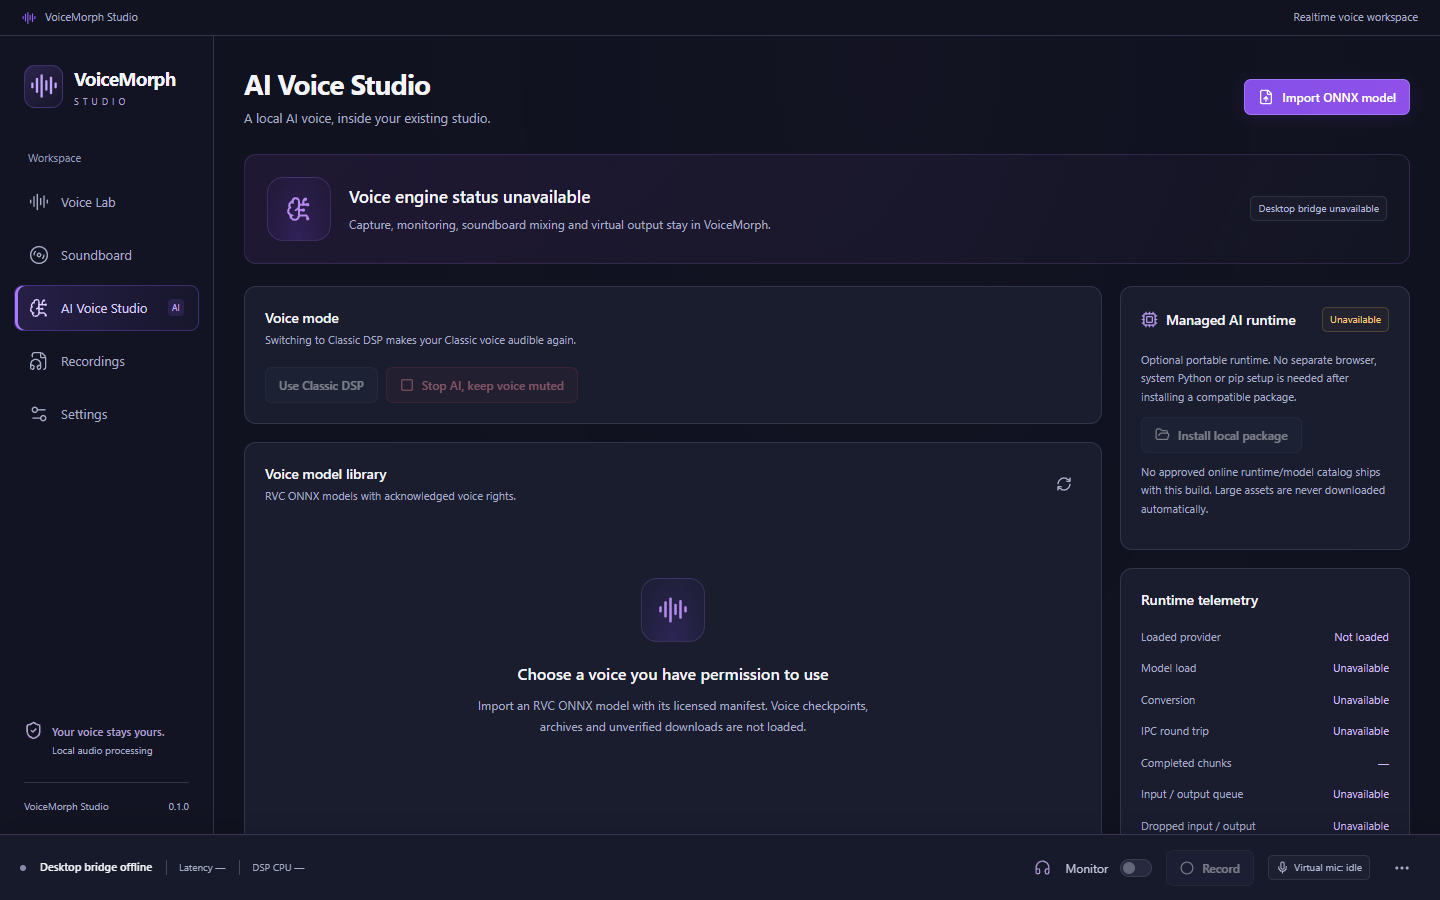 VoiceMorph Studio
Realtime voice workspace
VoiceMorph
STUDIO
Workspace
Voice Lab
Soundboard
AI Voice Studio
AI
Recordings
Settings
Your voice stays yours.
Local audio processing
VoiceMorph Studio
0.1.0
AI Voice Studio
A local AI voice, inside your existing studio.
Import ONNX model
Voice engine status unavailable
Capture, monitoring, soundboard mixing and virtual output stay in VoiceMorph.
Desktop bridge unavailable
Voice mode
Switching to Classic DSP makes your Classic voice audible again.
Use Classic DSP
Stop AI, keep voice muted
Voice model library
RVC ONNX models with acknowledged voice rights.
Choose a voice you have permission to use
Import an RVC ONNX model with its licensed manifest. Voice checkpoints,
archives and unverified downloads are not loaded.
Managed AI runtime
Unavailable
Optional portable runtime. No separate browser,
system Python or pip setup is needed after
installing a compatible package.
Install local package
No approved online runtime/model catalog ships
with this build. Large assets are never downloaded
automatically.
Runtime telemetry
Loaded provider
Not loaded
Model load
Unavailable
Conversion
Unavailable
IPC round trip
Unavailable
Completed chunks
—
Input / output queue
Unavailable
Dropped input / output
Unavailable
Desktop bridge offline
Latency —
DSP CPU —
Monitor
Record
Virtual mic: idle